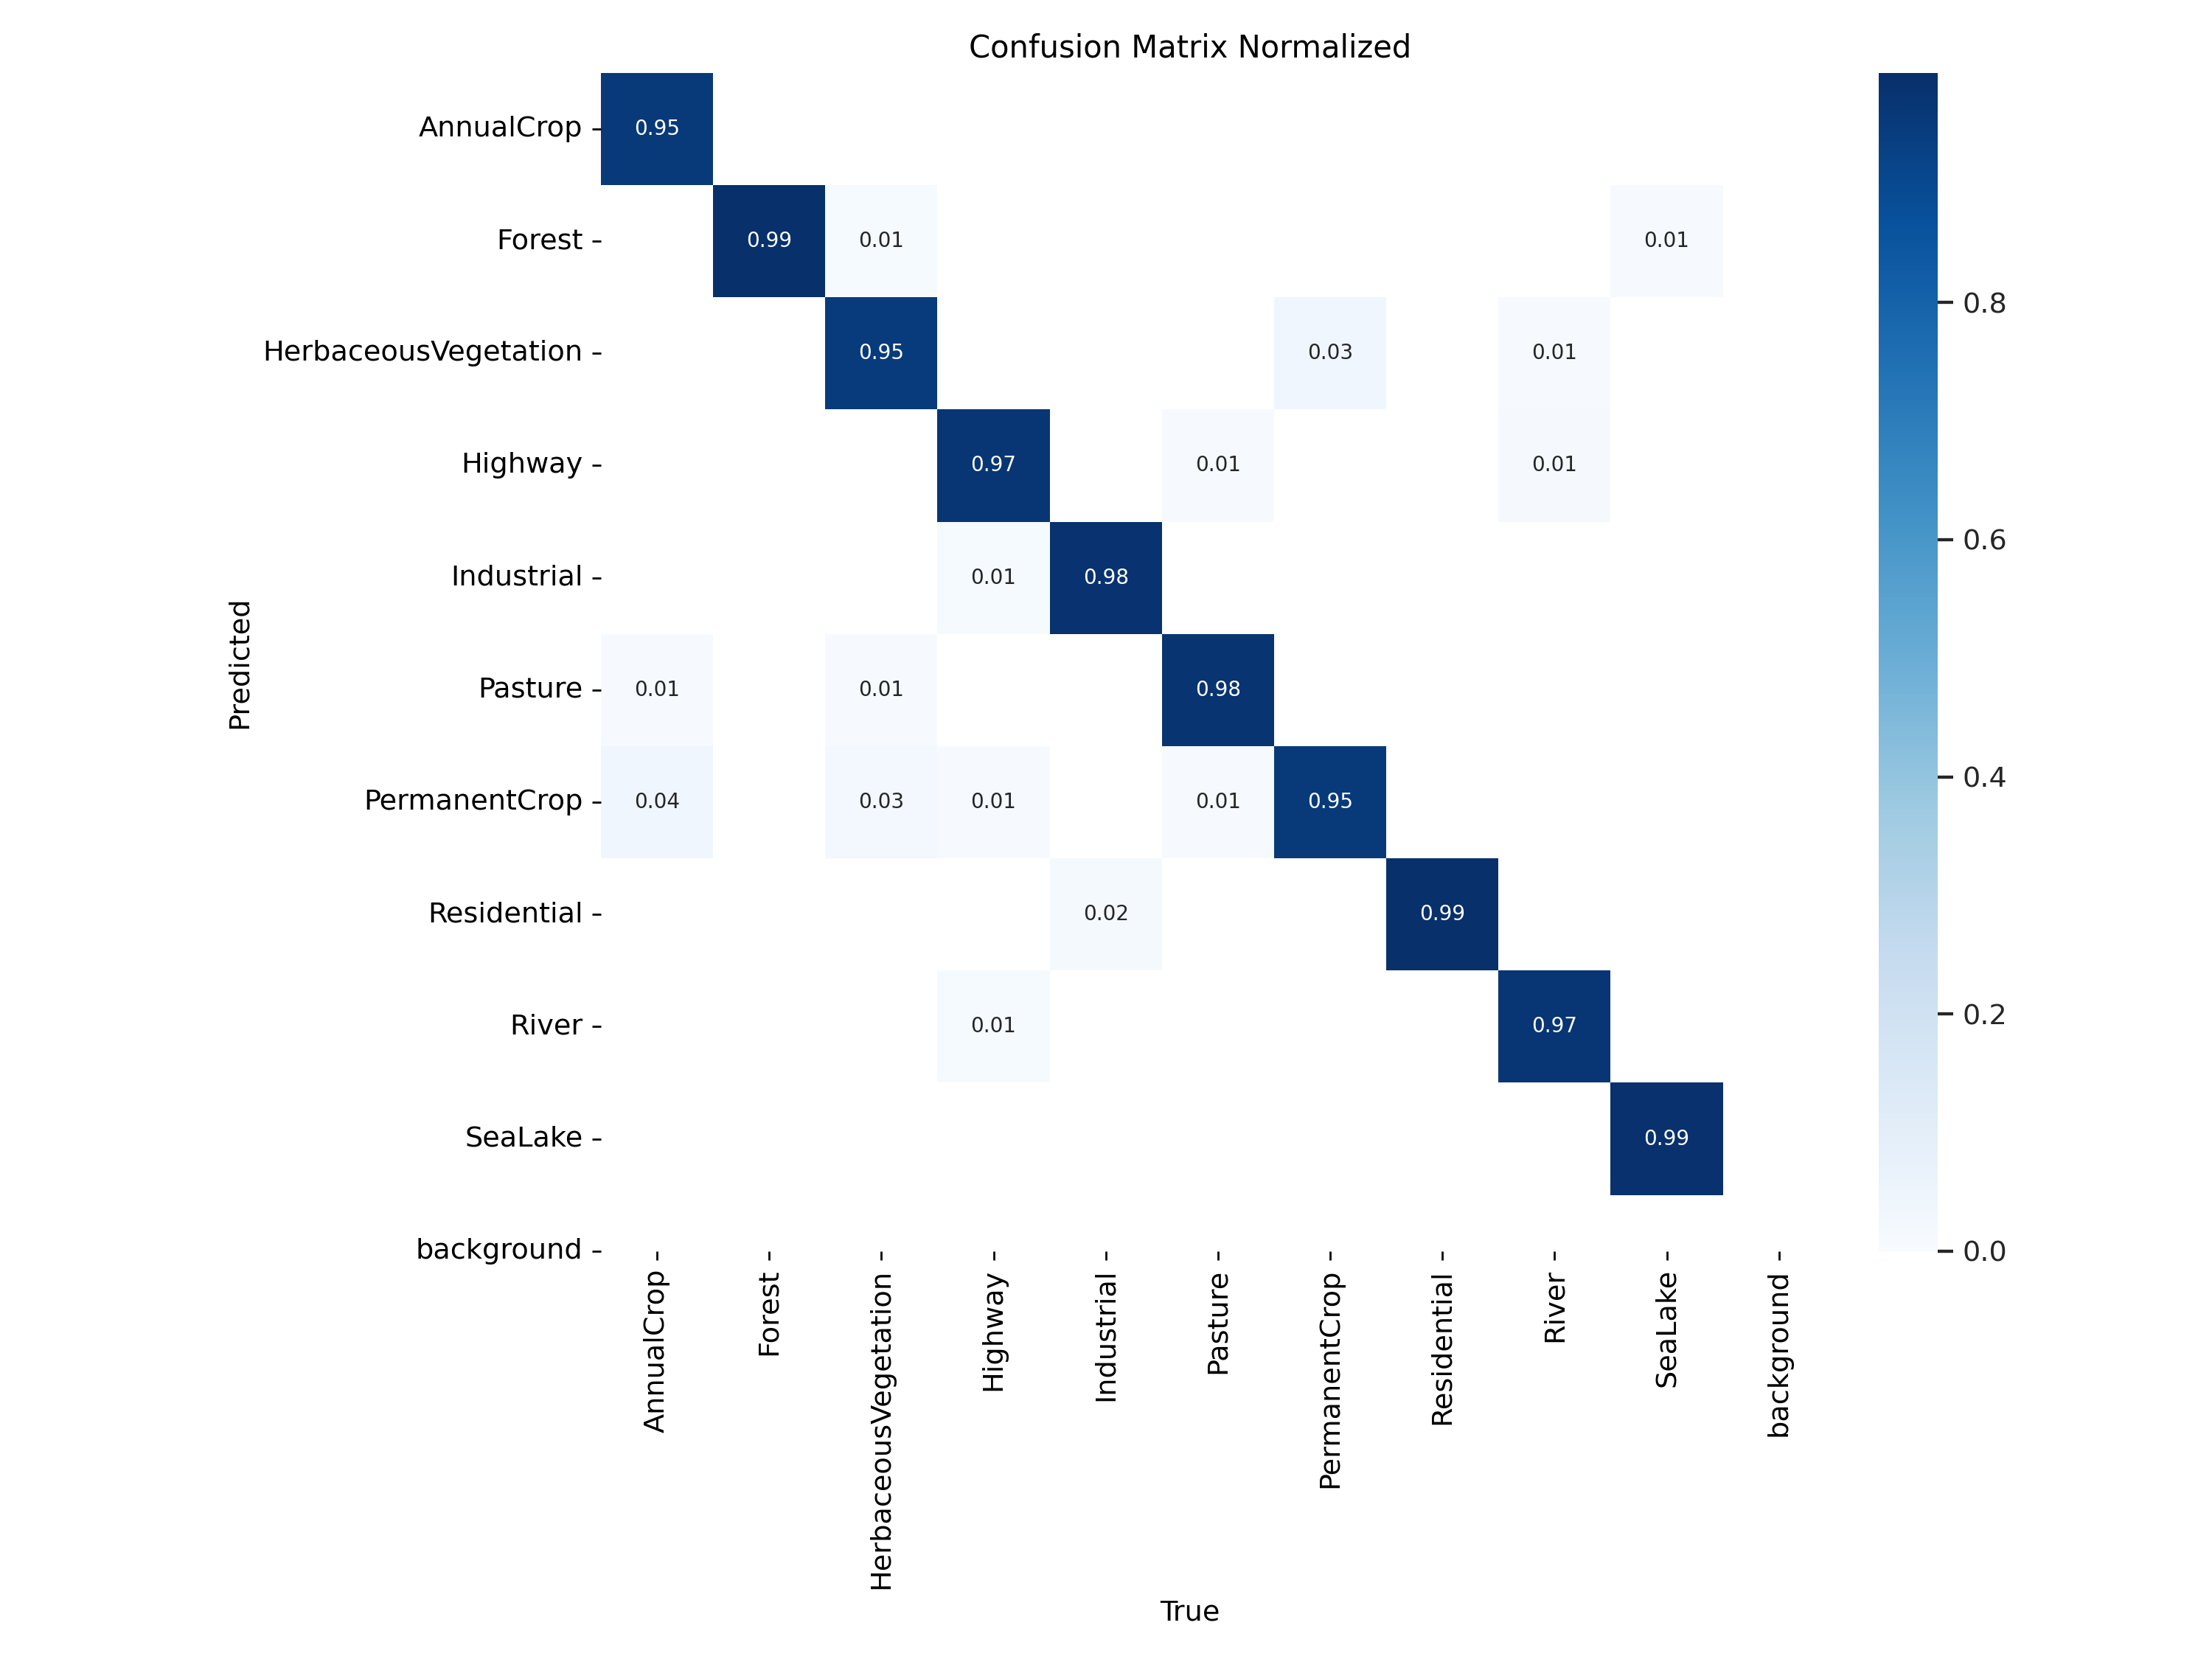 Confusion Matrix Normalized
AnnualCrop
0.95
Forest
0.99
0.01
0.01
HerbaceousVegetation
0.95
0.03
0.01
Highway
0.97
0.01
0.01
Industrial
0.01
0.98
Pasture
0.01
0.01
0.98
PermanentCrop
0.04
0.03
0.01
0.01
0.95
Residential
0.02
0.99
River
0.01
0.97
SeaLake
0.99
background
Predicted
AnnualCrop
Forest
HerbaceousVegetation
Highway
Industrial
Pasture
PermanentCrop
Residential
River
SeaLake
background
True
0.8
0.6
0.4
0.2
0.0